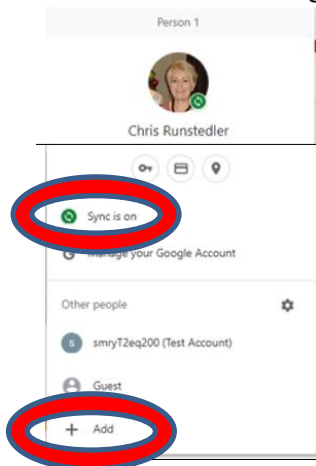 Person 1
Chris Runstedler
Sync is on
Manage your Google Account
Other people
s smryT2eq200 (Test Account)
Guest
+ Add